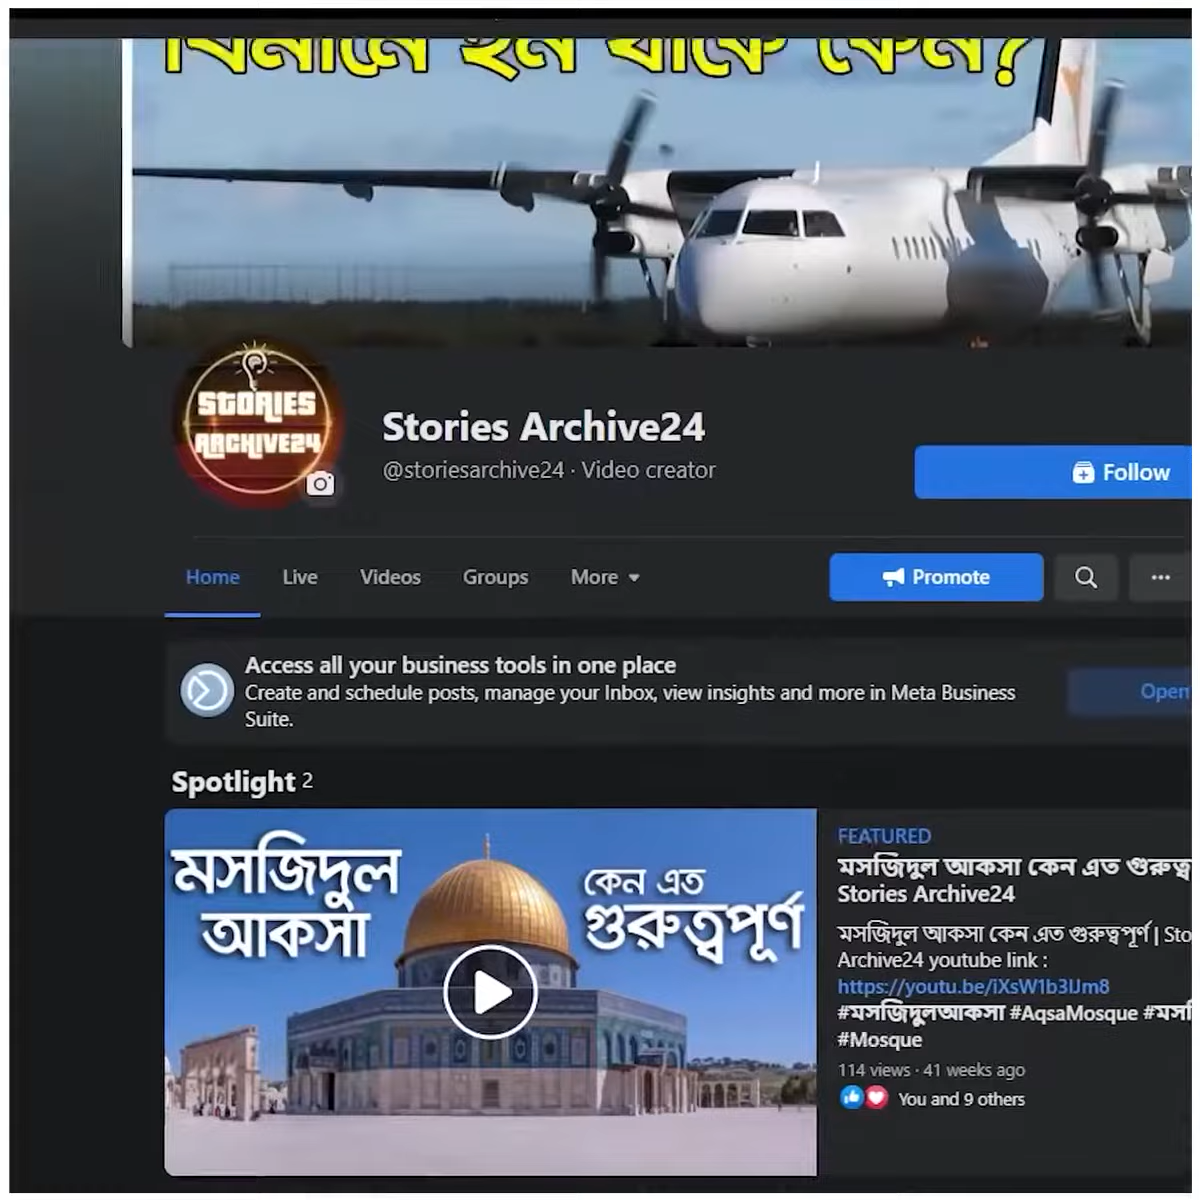 বিমানে হর্ন থাকে কেন?
STORIES
ARCHIVE24
Stories Archive24
@storiesarchive24 · Video creator
Follow
Home
Live
Videos
Groups
More
Promote
Access all your business tools in one place
Create and schedule posts, manage your Inbox, view insights and more in Meta Business
Suite.
Open
Spotlight 2
মসজিদুল
আকসা
কেন এত
গুরুত্বপূর্ণ
FEATURED
মসজিদুল আকসা কেন এত
Stories Archive24
মসজিদুল আকসা কেন এত গুরুত্বপূর্ণ |
Archive24 youtube link :
https://youtu.be/iXsW1b3IJm8
#মসজিদুলআকসা #AqsaMosque
#Mosque
114 views · 41 weeks ago
You and 9 others